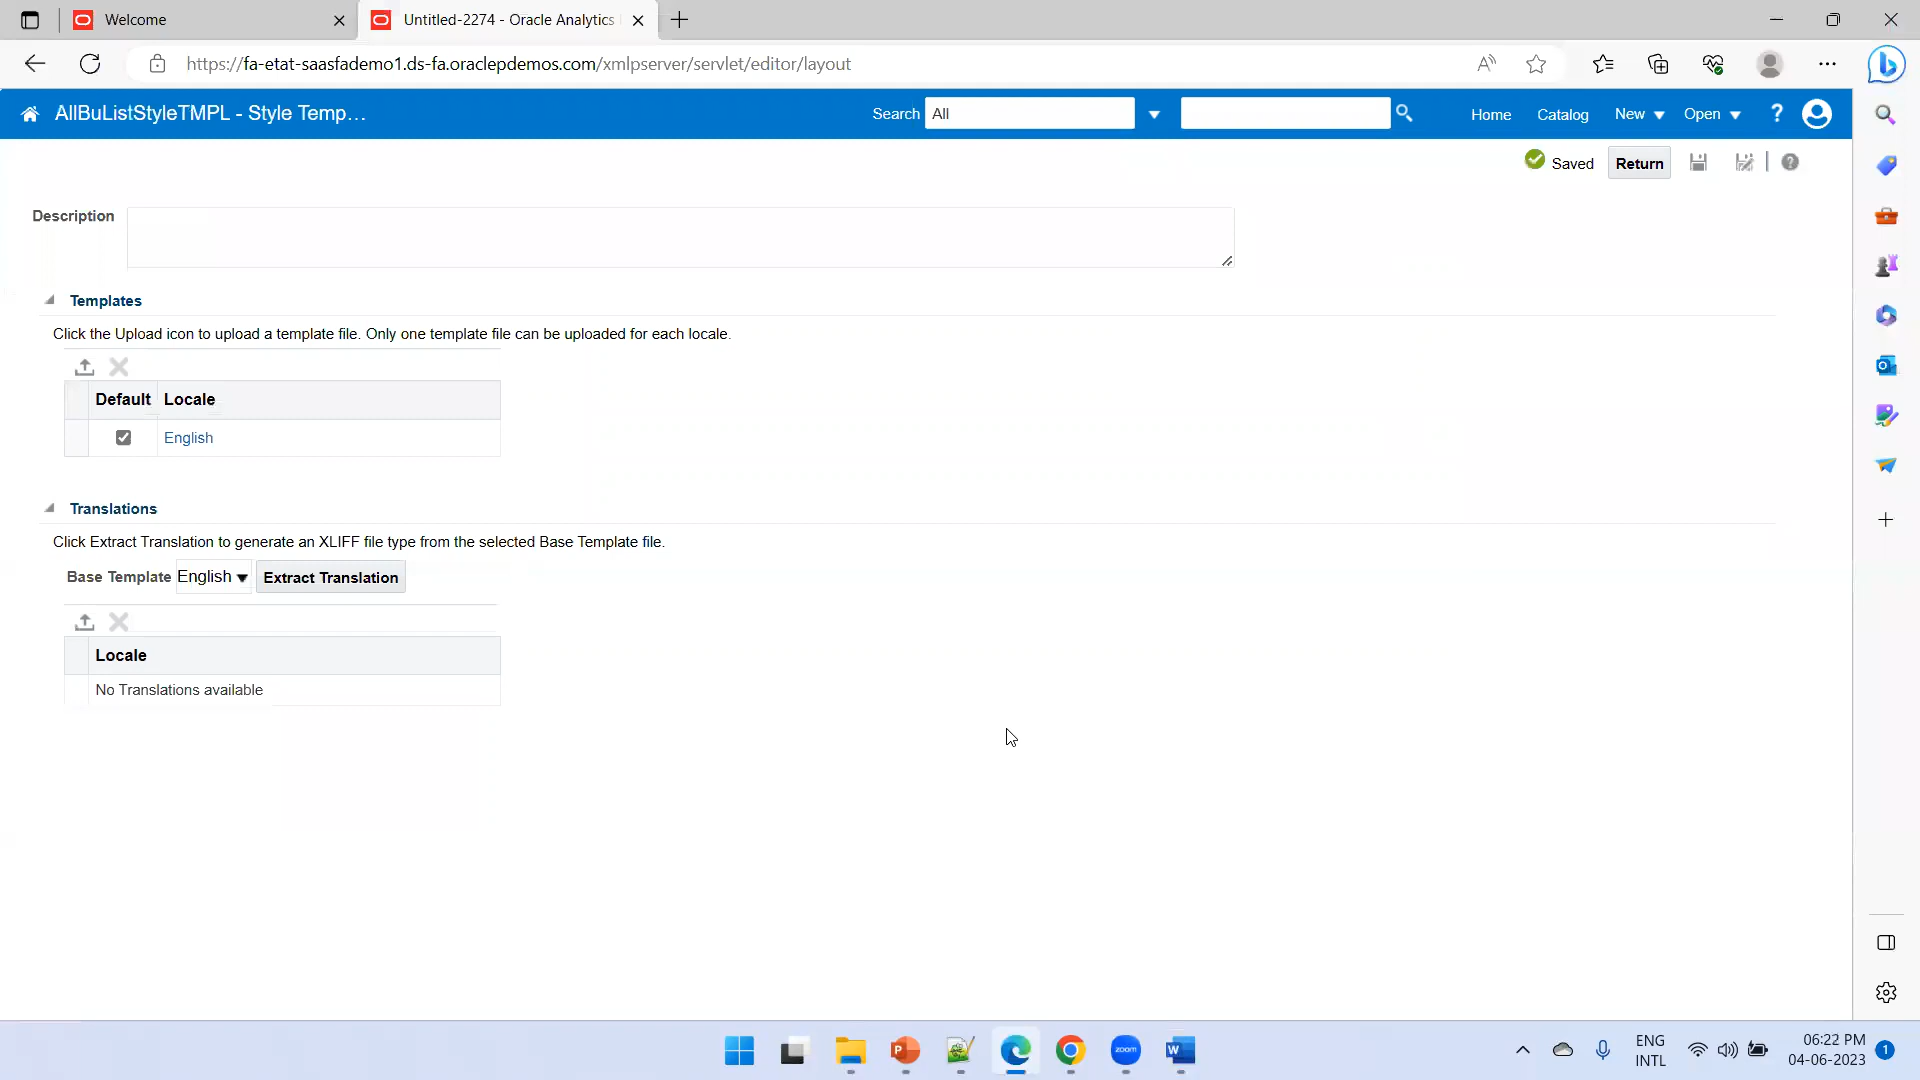 Welcome
Untitled-2274 - Oracle Analytics
https://fa-etat-saasfademo1.ds-fa.oraclepdemos.com/xmlpserver/servlet/editor/layout
AllBuListStyleTMPL - Style Temp...
Search All
Home Catalog New Open ?
Saved Return
Description
Templates
Click the Upload icon to upload a template file. Only one template file can be uploaded for each locale.
Default Locale
English
Translations
Click Extract Translation to generate an XLIFF file type from the selected Base Template file.
Base Template English Extract Translation
Locale
No Translations available
zoom
ENG
INTL
06:22 PM
04-06-2023
1